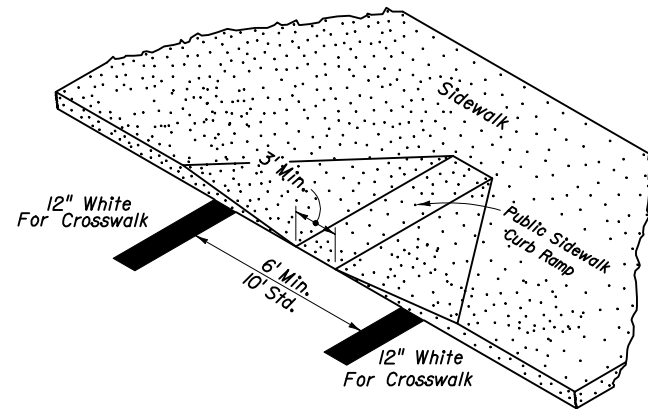 Sidewalk
3' Min.
12" White
For Crosswalk
Public Sidewalk
Curb Ramp
6' Min.
10' Std.
12" White
For Crosswalk